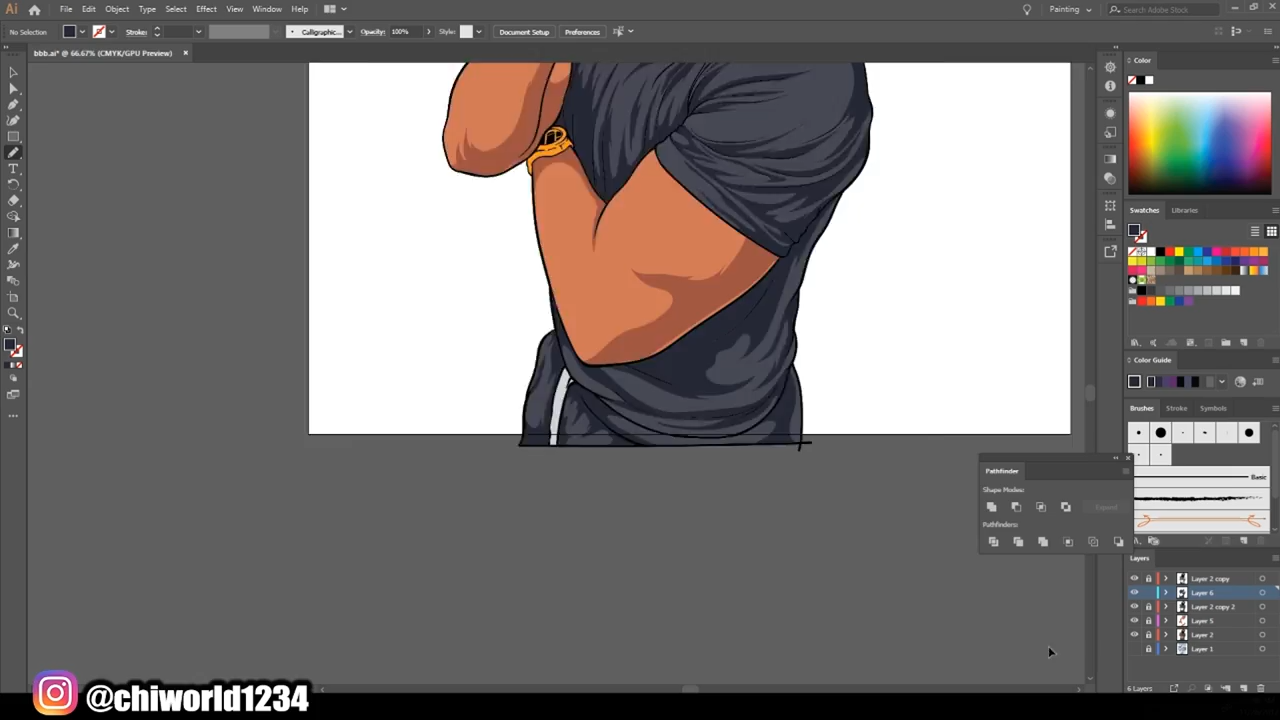 Ai File Edit Object Type Select Effect View Window Help Painting Search Adobe Stock
No Selection Stroke: Calligraphic... Opacity: 100% Style: Document Setup Preferences
bbb.ai* @ 66.67% (CMYK/GPU Preview)
Color
Swatches Libraries
Color Guide
Brushes Stroke Symbols
Basic
Pathfinder
Shape Modes:
Expand
Pathfinders:
Layers
Layer 2 copy
Layer 6
Layer 2 copy 2
Layer 5
Layer 2
Layer 1
6 Layers
@chiworld1234